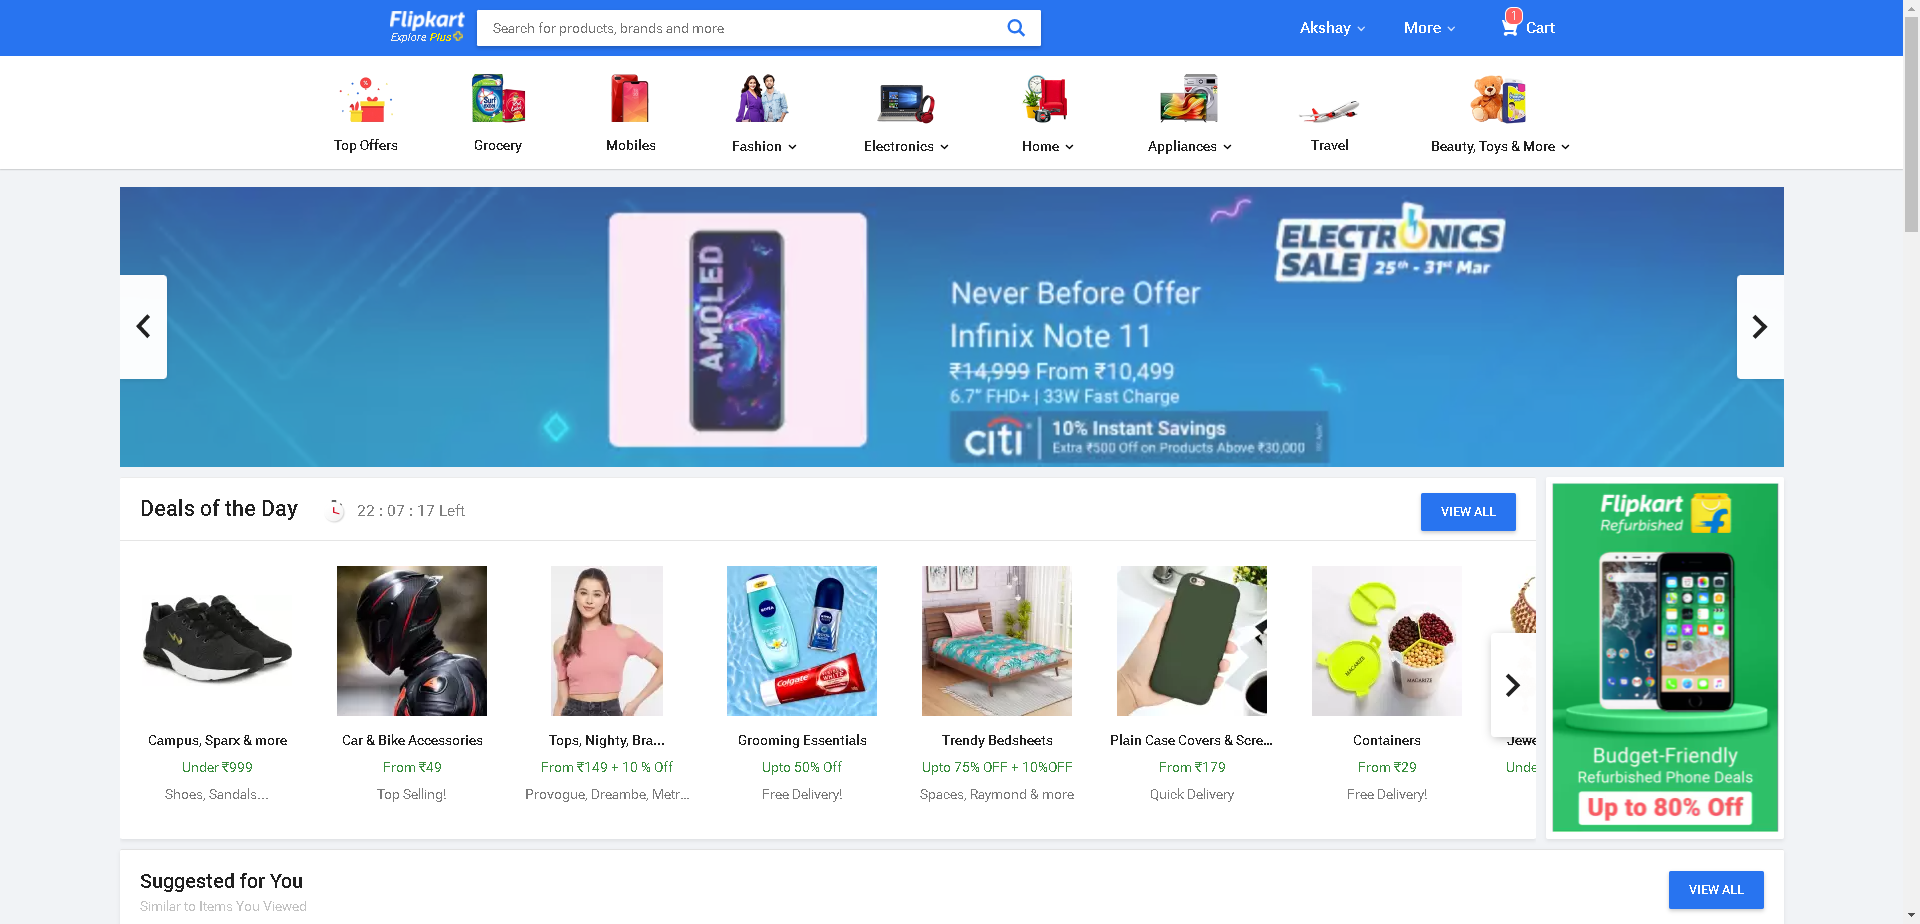 Flipkart
Explore Plus
Search for products, brands and more
Akshay
More
1
Cart
Top Offers
Grocery
Mobiles
Fashion
Electronics
Home
Appliances
Travel
Beauty, Toys & More
ELECTRONICS
SALE 25th - 31st Mar
AMOLED
Never Before Offer
Infinix Note 11
₹14,999 From ₹10,499
6.7" FHD+ | 33W Fast Charge
citi
10% Instant Savings
Extra ₹500 Off on Products Above ₹30,000
Deals of the Day
22 : 07 : 17 Left
VIEW ALL
Surf
NIVEA
NIVEA
Colgate
MACARIZE
MACARIZE
Campus, Sparx & more
Under ₹999
Shoes, Sandals...
Car & Bike Accessories
From ₹49
Top Selling!
Tops, Nighty, Bra...
From ₹149 + 10 % Off
Provogue, Dreambe, Metr...
Grooming Essentials
Upto 50% Off
Free Delivery!
Trendy Bedsheets
Upto 75% OFF + 10%OFF
Spaces, Raymond & more
Plain Case Covers & Scre...
From ₹179
Quick Delivery
Containers
From ₹29
Free Delivery!
Jewe
Unde
Flipkart
Refurbished
Budget-Friendly
Refurbished Phone Deals
Up to 80% Off
Suggested for You
Similar to Items You Viewed
VIEW ALL